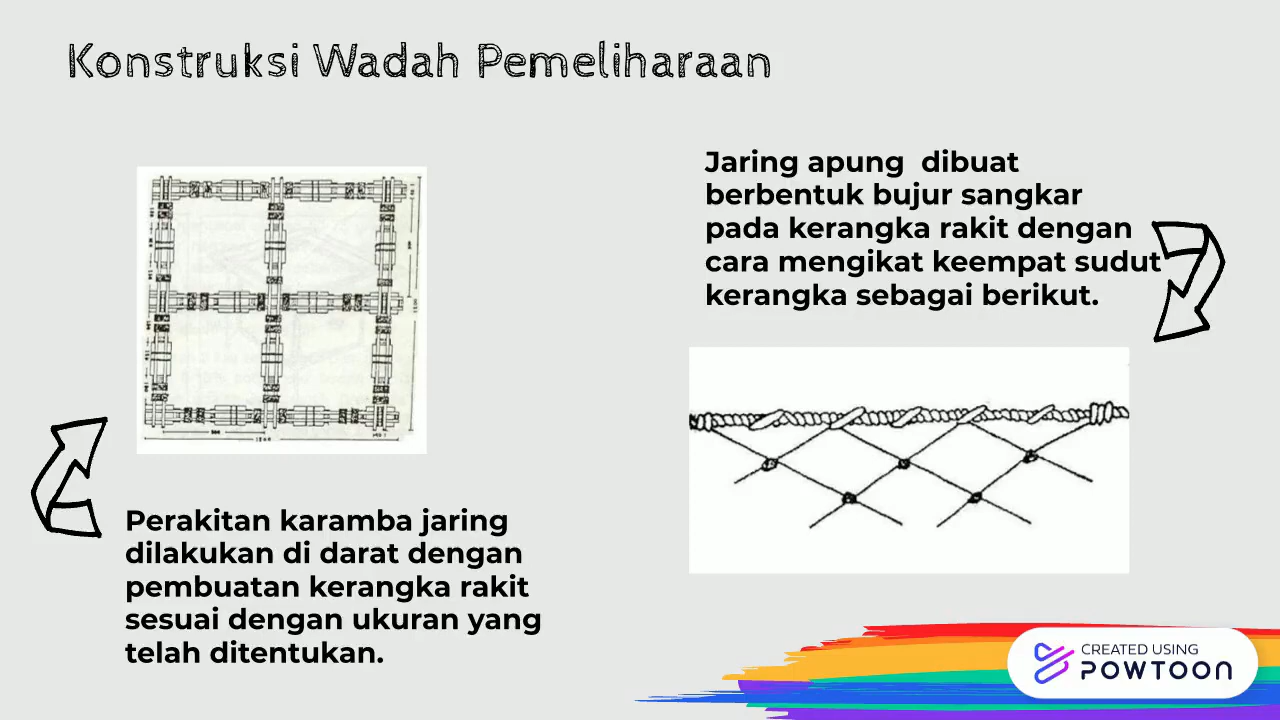 Konstruksi Wadah Pemeliharaan
Perakitan karamba jaring
dilakukan di darat dengan
pembuatan kerangka rakit
sesuai dengan ukuran yang
telah ditentukan.
Jaring apung dibuat
berbentuk bujur sangkar
pada kerangka rakit dengan
cara mengikat keempat sudut
kerangka sebagai berikut.
CREATED USING
POWTOON